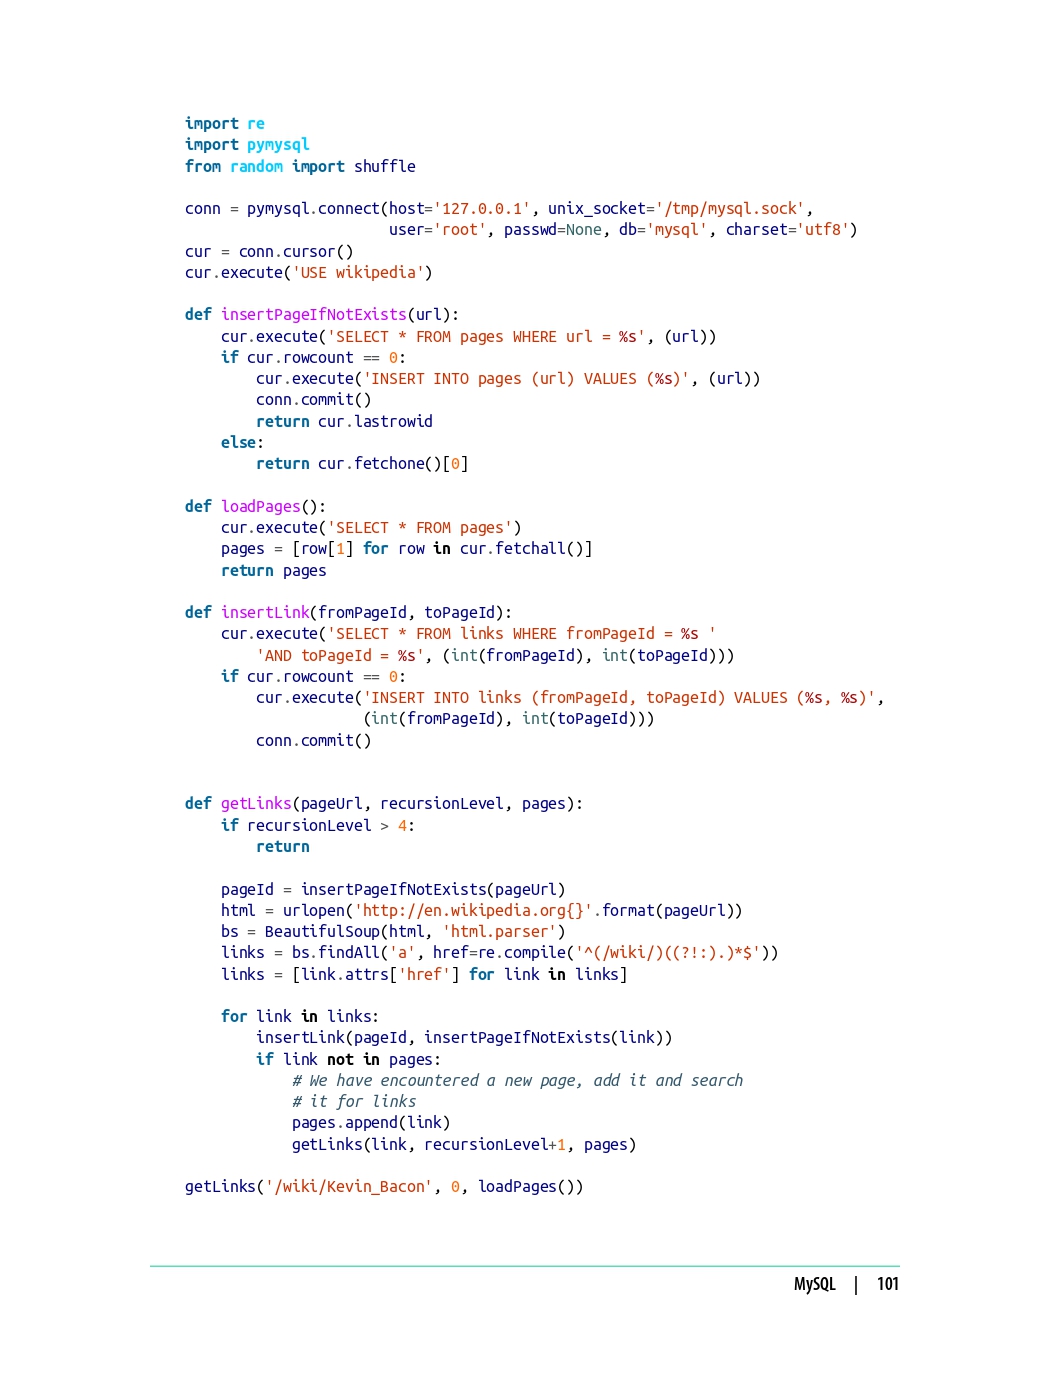 import re
import pymysql
from random import shuffle

conn = pymysql.connect(host='127.0.0.1', unix_socket='/tmp/mysql.sock',
                       user='root', passwd=None, db='mysql', charset='utf8')
cur = conn.cursor()
cur.execute('USE wikipedia')

def insertPageIfNotExists(url):
    cur.execute('SELECT * FROM pages WHERE url = %s', (url))
    if cur.rowcount == 0:
        cur.execute('INSERT INTO pages (url) VALUES (%s)', (url))
        conn.commit()
        return cur.lastrowid
    else:
        return cur.fetchone()[0]

def loadPages():
    cur.execute('SELECT * FROM pages')
    pages = [row[1] for row in cur.fetchall()]
    return pages

def insertLink(fromPageId, toPageId):
    cur.execute('SELECT * FROM links WHERE fromPageId = %s '
        'AND toPageId = %s', (int(fromPageId), int(toPageId)))
    if cur.rowcount == 0:
        cur.execute('INSERT INTO links (fromPageId, toPageId) VALUES (%s, %s)',
                    (int(fromPageId), int(toPageId)))
        conn.commit()


def getLinks(pageUrl, recursionLevel, pages):
    if recursionLevel > 4:
        return

    pageId = insertPageIfNotExists(pageUrl)
    html = urlopen('http://en.wikipedia.org{}'.format(pageUrl))
    bs = BeautifulSoup(html, 'html.parser')
    links = bs.findAll('a', href=re.compile('^(/wiki/)((?!:).)*$'))
    links = [link.attrs['href'] for link in links]

    for link in links:
        insertLink(pageId, insertPageIfNotExists(link))
        if link not in pages:
            # We have encountered a new page, add it and search
            # it for links
            pages.append(link)
            getLinks(link, recursionLevel+1, pages)

getLinks('/wiki/Kevin_Bacon', 0, loadPages())

MySQL | 101